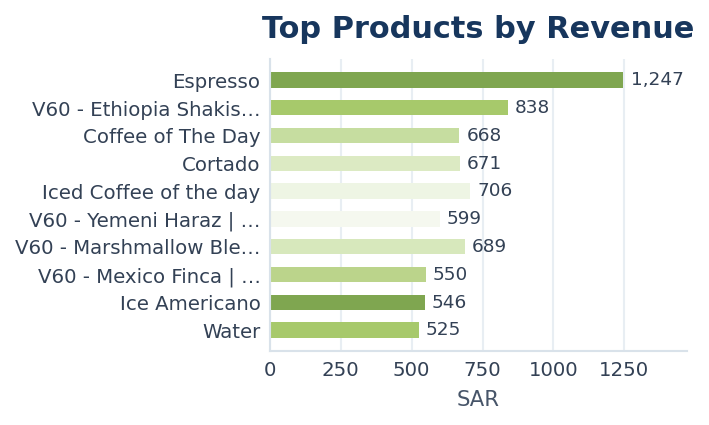 Top Products by Revenue
Espresso 1,247
V60 - Ethiopia Shakis... 838
Coffee of The Day 668
Cortado 671
Iced Coffee of the day 706
V60 - Yemeni Haraz | ... 599
V60 - Marshmallow Ble... 689
V60 - Mexico Finca | ... 550
Ice Americano 546
Water 525
0 250 500 750 1000 1250
SAR